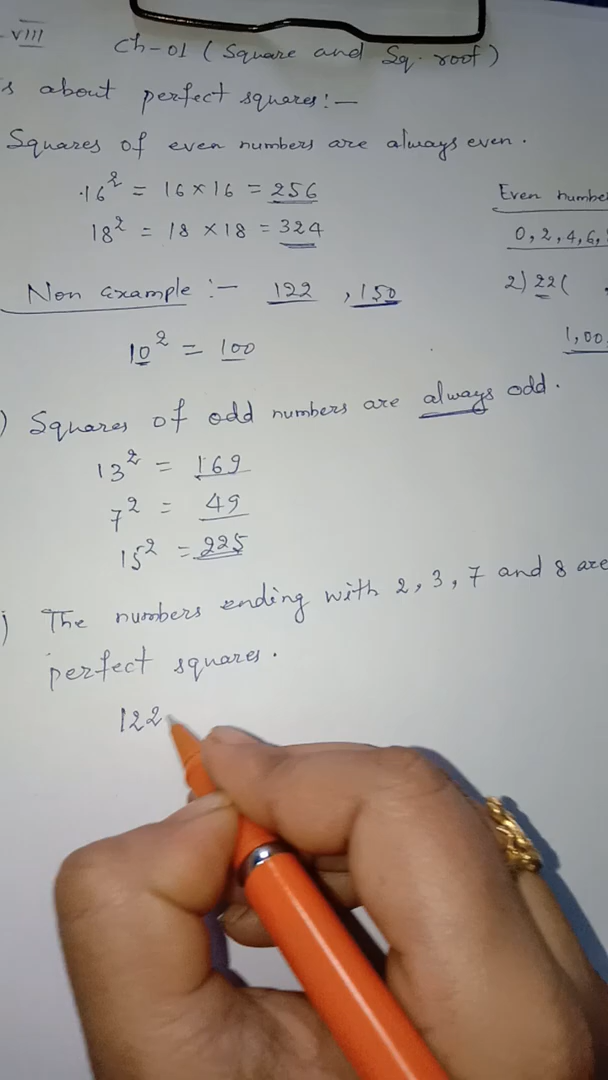 VIII Ch-01 (Square and Sq. roof)
s about perfect squares:-
Squares of even numbers are always even.
16² = 16 × 16 = 256
18² = 18 × 18 = 324
Non example :- 122, 150
10² = 100
Even numbe
0, 2, 4, 6,
2) 22(
1,00
) Squares of odd numbers are always odd.
13² = 169
7² = 49
15² = 225
) The numbers ending with 2, 3, 7 and 8 are
perfect squares.
122